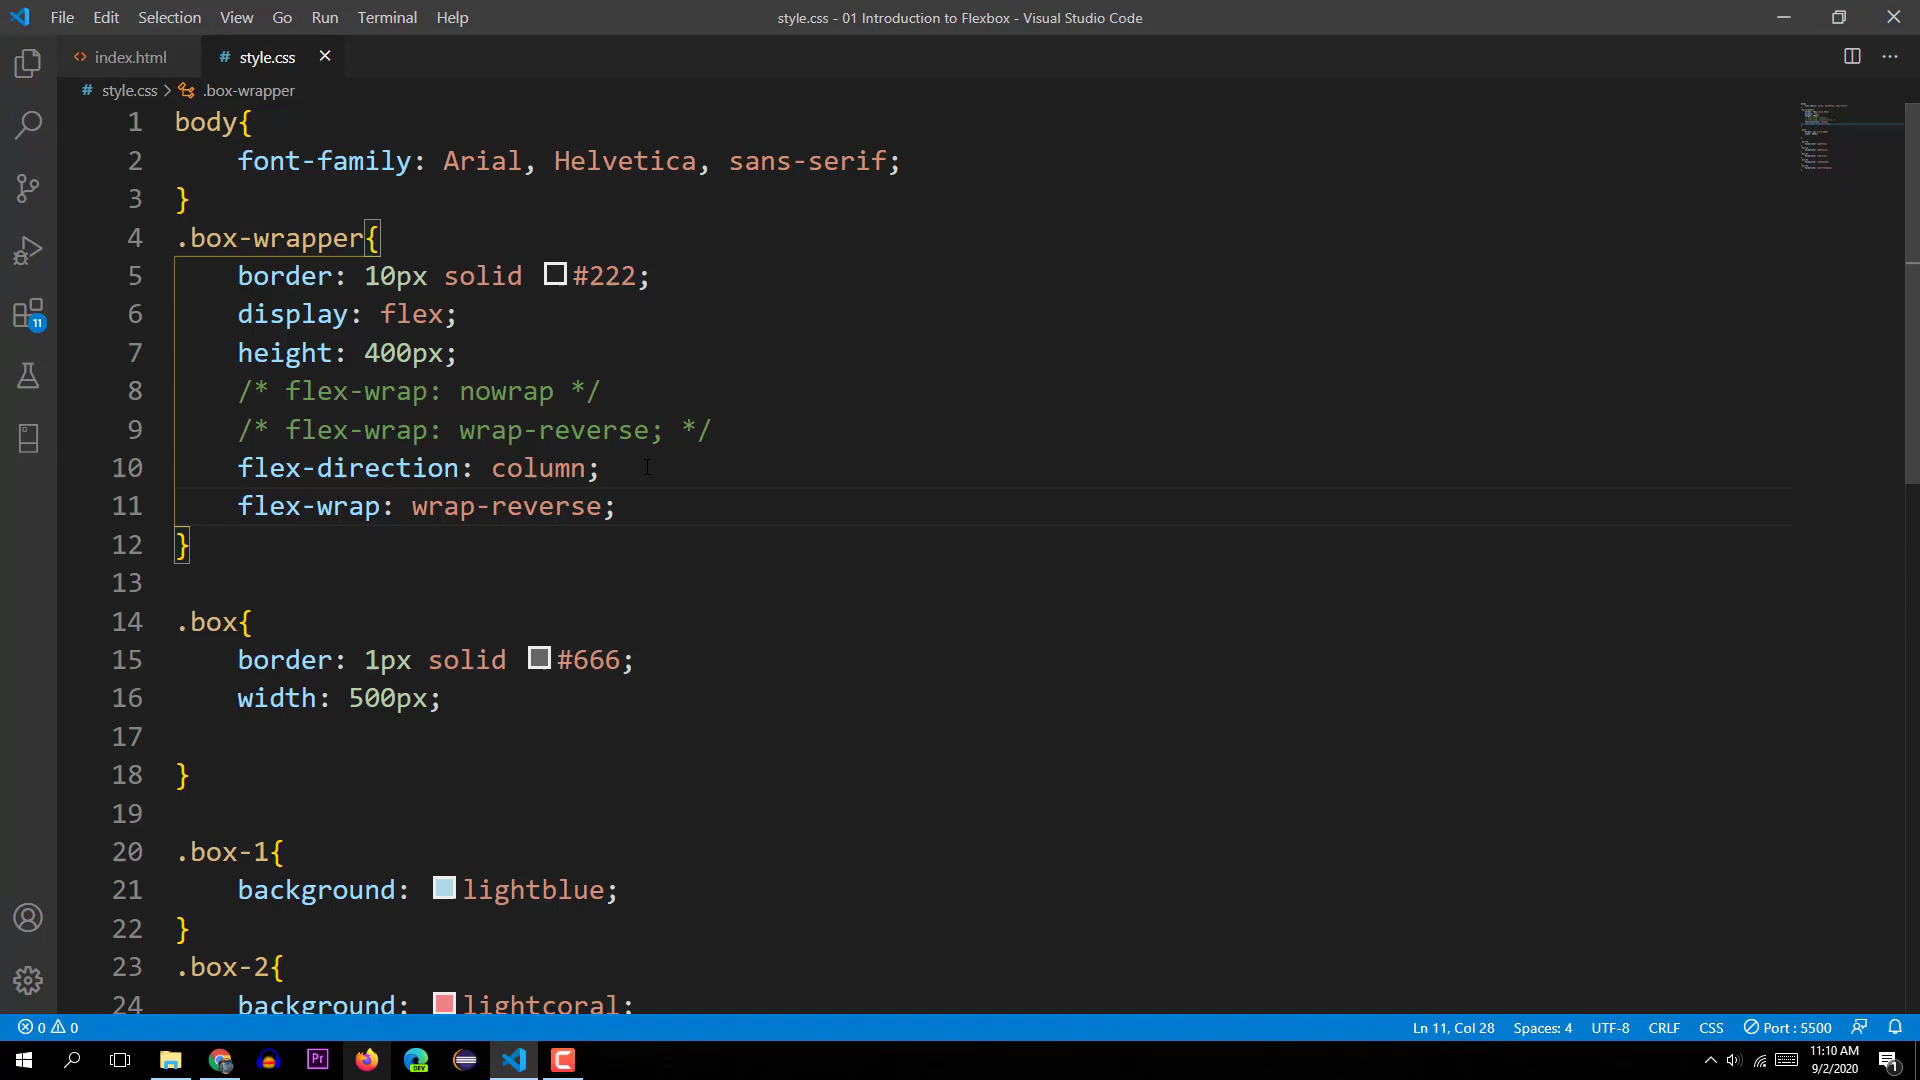 File Edit Selection View Go Run Terminal Help
style.css - 01 Introduction to Flexbox - Visual Studio Code
<> index.html
# style.css ×
# style.css > .box-wrapper
1 body{
2 font-family: Arial, Helvetica, sans-serif;
3 }
4 .box-wrapper{
5 border: 10px solid #222;
6 display: flex;
7 height: 400px;
8 /* flex-wrap: nowrap */
9 /* flex-wrap: wrap-reverse; */
10 flex-direction: column;
11 flex-wrap: wrap-reverse;
12 }
13
14 .box{
15 border: 1px solid #666;
16 width: 500px;
17
18 }
19
20 .box-1{
21 background: lightblue;
22 }
23 .box-2{
24 background: lightcoral;
11
0 0
Ln 11, Col 28 Spaces: 4 UTF-8 CRLF CSS Port : 5500
Pr
DEV
11:10 AM
9/2/2020
1